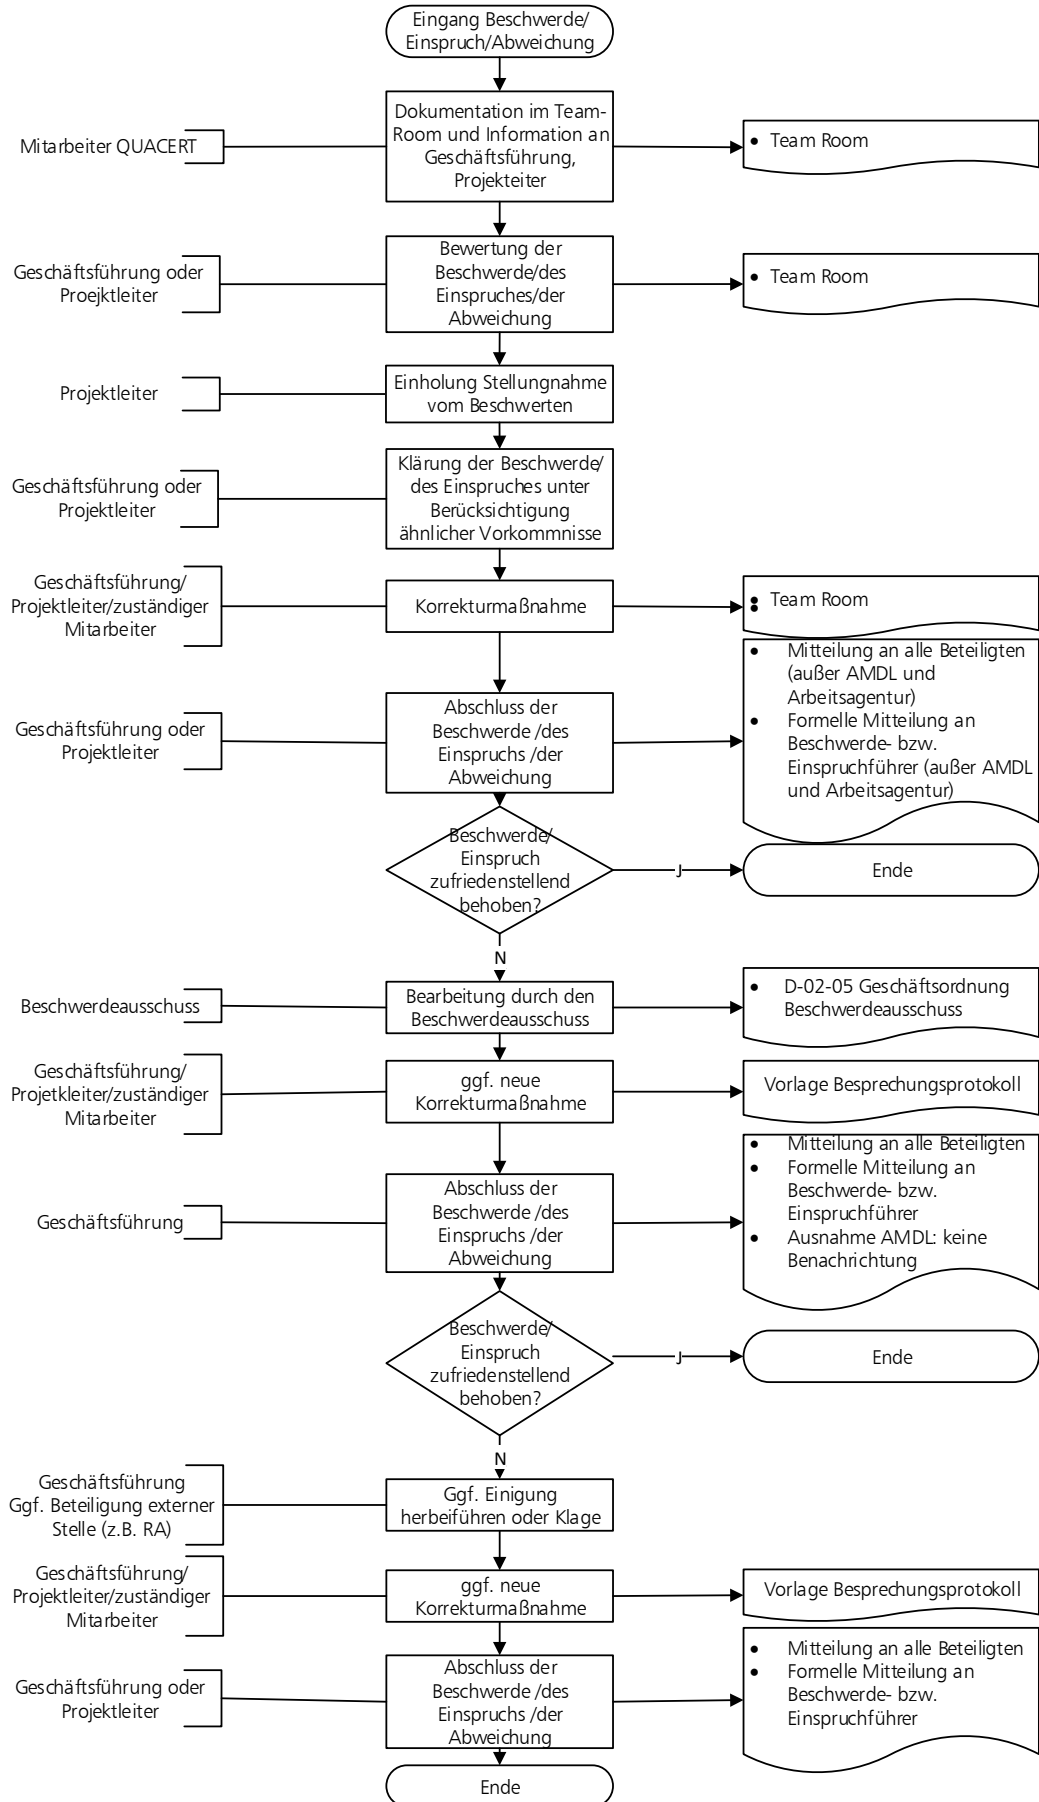 Eingang Beschwerde/
Einspruch/Abweichung
Mitarbeiter QUACERT
Dokumentation im Team-
Room und Information an
Geschäftsführung,
Projekteiter
• Team Room
Geschäftsführung oder
Proejktleiter
Bewertung der
Beschwerde/des
Einspruches/der
Abweichung
• Team Room
Projektleiter
Einholung Stellungnahme
vom Beschwerten
Geschäftsführung oder
Projektleiter
Klärung der Beschwerde/
des Einspruches unter
Berücksichtigung
ähnlicher Vorkommnisse
Geschäftsführung/
Projektleiter/zuständiger
Mitarbeiter
Korrekturmaßnahme
• Team Room
•
Geschäftsführung oder
Projektleiter
Abschluss der
Beschwerde /des
Einspruchs /der
Abweichung
• Mitteilung an alle Beteiligten
(außer AMDL und
Arbeitsagentur)
• Formelle Mitteilung an
Beschwerde- bzw.
Einspruchführer (außer AMDL
und Arbeitsagentur)
Beschwerde/
Einspruch
zufriedenstellend
behoben?
J
Ende
N
Beschwerdeausschuss
Bearbeitung durch den
Beschwerdeausschuss
• D-02-05 Geschäftsordnung
Beschwerdeausschuss
Geschäftsführung/
Projetkleiter/zuständiger
Mitarbeiter
ggf. neue
Korrekturmaßnahme
Vorlage Besprechungsprotokoll
Geschäftsführung
Abschluss der
Beschwerde /des
Einspruchs /der
Abweichung
• Mitteilung an alle Beteiligten
• Formelle Mitteilung an
Beschwerde- bzw.
Einspruchführer
• Ausnahme AMDL: keine
Benachrichtung
Beschwerde/
Einspruch
zufriedenstellend
behoben?
J
Ende
N
Geschäftsführung
Ggf. Beteiligung externer
Stelle (z.B. RA)
Ggf. Einigung
herbeiführen oder Klage
Geschäftsführung/
Projektleiter/zuständiger
Mitarbeiter
ggf. neue
Korrekturmaßnahme
Vorlage Besprechungsprotokoll
Geschäftsführung oder
Projektleiter
Abschluss der
Beschwerde /des
Einspruchs /der
Abweichung
• Mitteilung an alle Beteiligten
• Formelle Mitteilung an
Beschwerde- bzw.
Einspruchführer
Ende